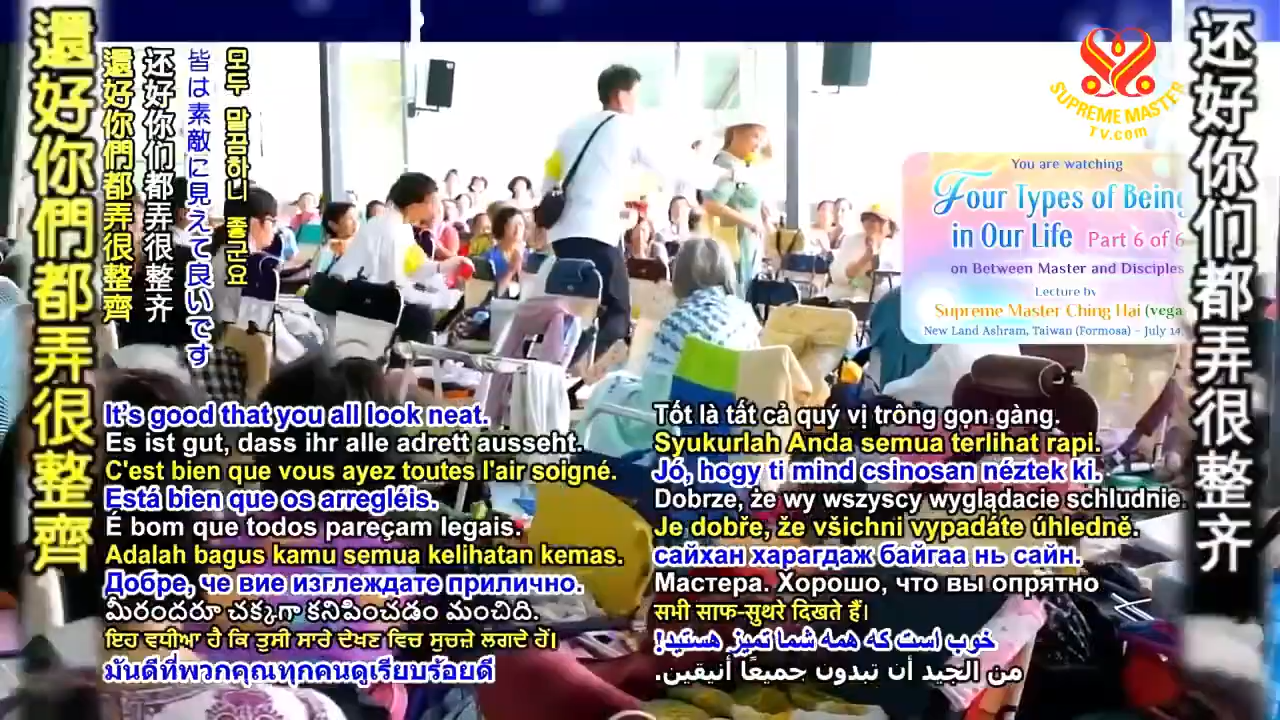 還好你們都弄很整齊
還好你們都弄很整齊
还好你们都弄很整齐
皆は素敵に見えて良いです
모두 말끔하니 좋군요
SUPREME MASTER
TV.com
You are watching
Four Types of Being
in Our Life Part 6 of 6
on Between Master and Disciples
Lecture by
Supreme Master Ching Hai (vega
New Land Ashram, Taiwan (Formosa) – July 14,
还好你们都弄很整齐
It's good that you all look neat.
Es ist gut, dass ihr alle adrett ausseht.
C'est bien que vous ayez toutes l'air soigné.
Está bien que os arregléis.
É bom que todos pareçam legais.
Adalah bagus kamu semua kelihatan kemas.
Добре, че вие изглеждате прилично.
మీరందరూ చక్కగా కనిపించడం మంచిది.
ਇਹ ਵਧੀਆ ਹੈ ਕਿ ਤੁਸੀ ਸਾਰੇ ਦੇਖਣ ਵਿਚ ਸੁਚਜੇ ਲਗਦੇ ਹੋਂ।
มันดีที่พวกคุณทุกคนดูเรียบร้อยดี
Tốt là tất cả quý vị trông gọn gàng.
Syukurlah Anda semua terlihat rapi.
Jó, hogy ti mind csinosan néztek ki.
Dobrze, że wy wszyscy wyglądacie schludnie.
Je dobře, že všichni vypadáte úhledně.
сайхан харагдаж байгаа нь сайн.
Мастера. Хорошо, что вы опрятно
सभी साफ-सुथरे दिखते हैं।
خوب است که همه شما تمیز هستید!
من الجيد أن تبدون جميعًا أنيقين.